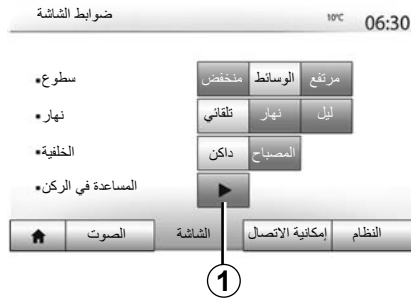 ضوابط الشاشة 10°C 06:30
سطوع• منخفض الوسائط مرتفع
نهار• تلقائي نهار ليل
الخلفية• داكن المصباح
المساعدة في الركن•
الصوت الشاشة إمكانية الاتصال النظام
1